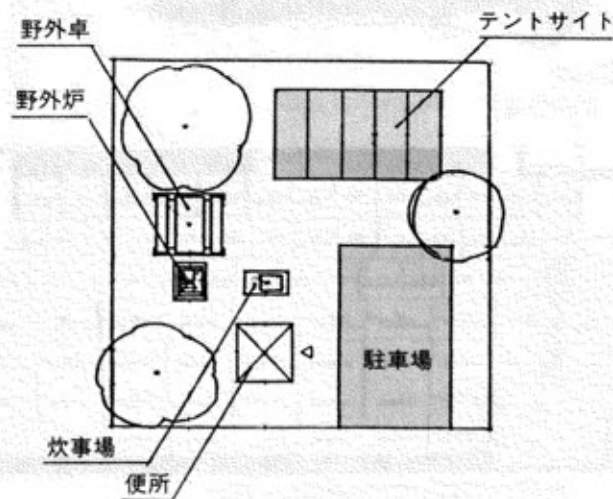 野外卓
テントサイト
野外炉
駐車場
炊事場
便所